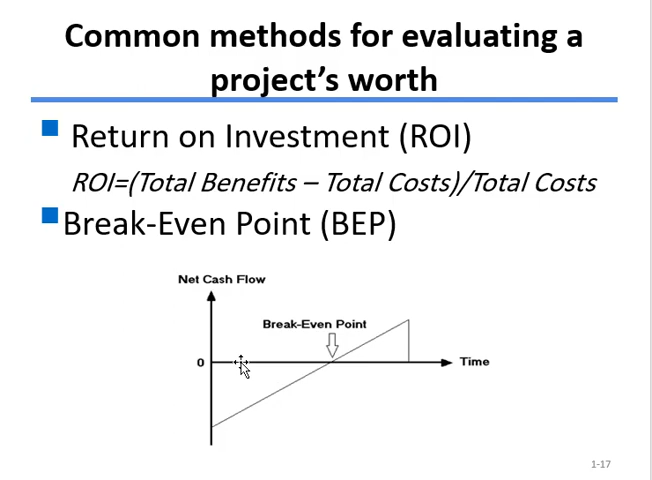 Common methods for evaluating a
project’s worth
Return on Investment (ROI)
ROI=(Total Benefits – Total Costs)/Total Costs
Break-Even Point (BEP)
Net Cash Flow
Break-Even Point
0
Time
1-17